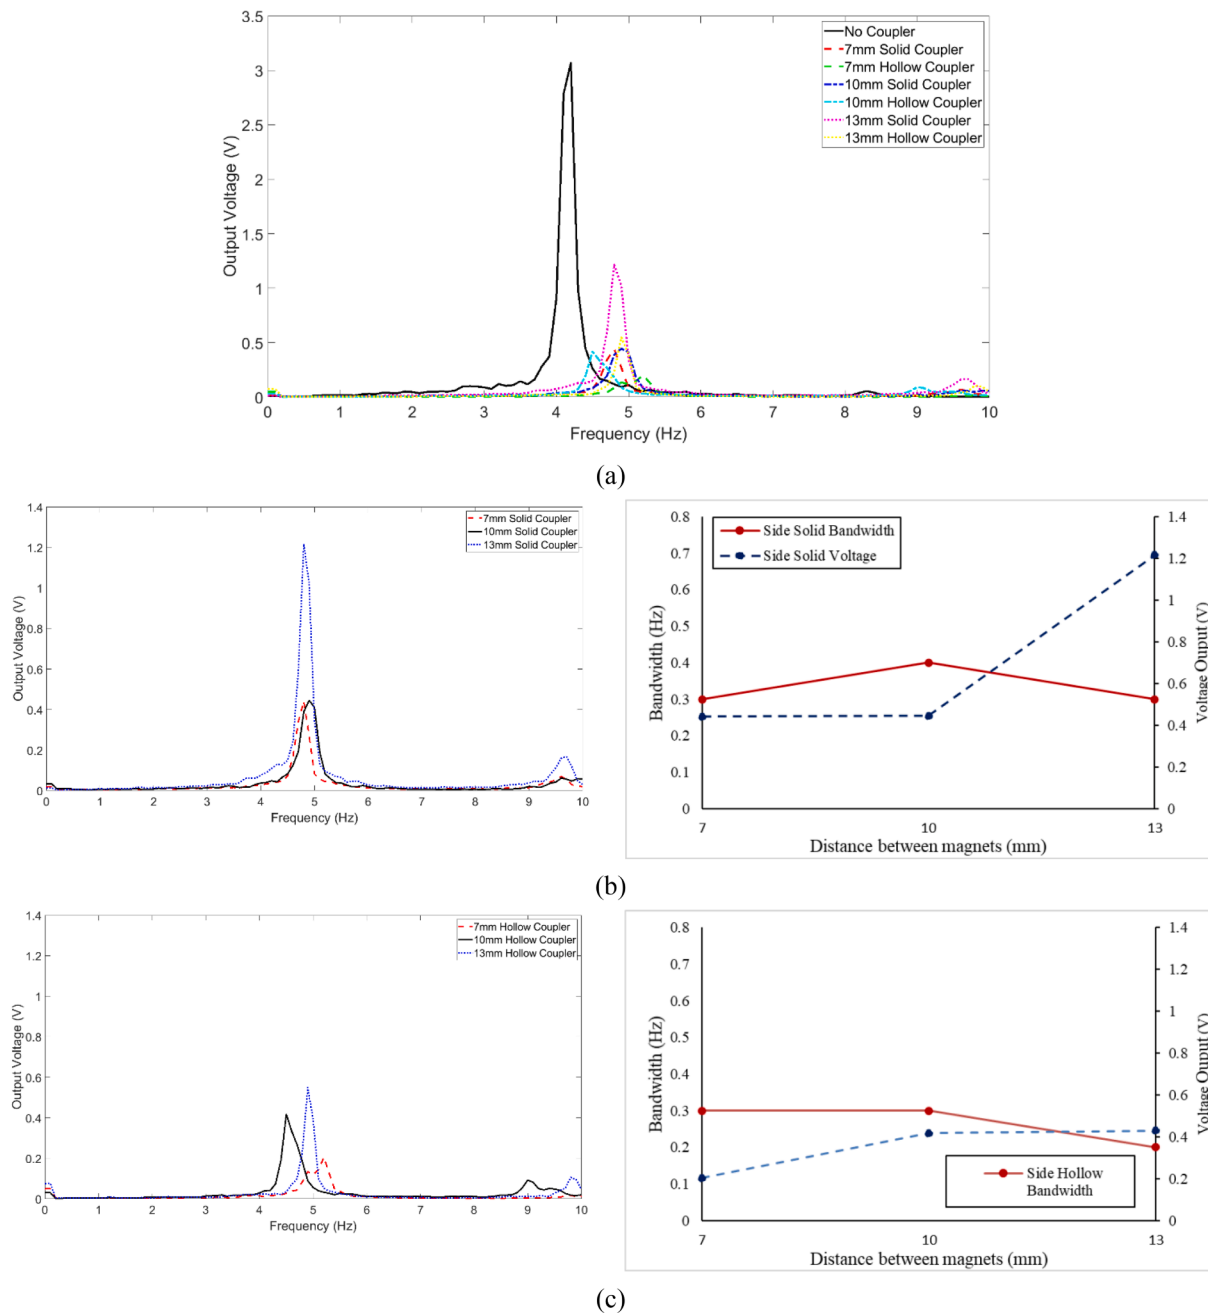 3.5
3
2.5
2
1.5
1
0.5
0
Output Voltage (V)
No Coupler
7mm Solid Coupler
7mm Hollow Coupler
10mm Solid Coupler
10mm Hollow Coupler
13mm Solid Coupler
13mm Hollow Coupler
0 1 2 3 4 5 6 7 8 9 10
Frequency (Hz)
(a)
1.4
1.2
1
0.8
0.6
0.4
0.2
0
Output Voltage (V)
7mm Solid Coupler
10mm Solid Coupler
13mm Solid Coupler
0 1 2 3 4 5 6 7 8 9 10
Frequency (Hz)
0.8
0.7
0.6
0.5
0.4
0.3
0.2
0.1
0
Bandwidth (Hz)
Side Solid Bandwidth
Side Solid Voltage
1.4
1.2
1
0.8
0.6
0.4
0.2
0
Voltage Ouput (V)
7 10 13
Distance between magnets (mm)
(b)
1.4
1.2
1
0.8
0.6
0.4
0.2
0
Output Voltage (V)
7mm Hollow Coupler
10mm Hollow Coupler
13mm Hollow Coupler
0 1 2 3 4 5 6 7 8 9 10
Frequency (Hz)
0.8
0.7
0.6
0.5
0.4
0.3
0.2
0.1
0
Bandwidth (Hz)
Side Hollow
Bandwidth
1.4
1.2
1
0.8
0.6
0.4
0.2
0
Voltage Ouput (V)
7 10 13
Distance between magnets (mm)
(c)